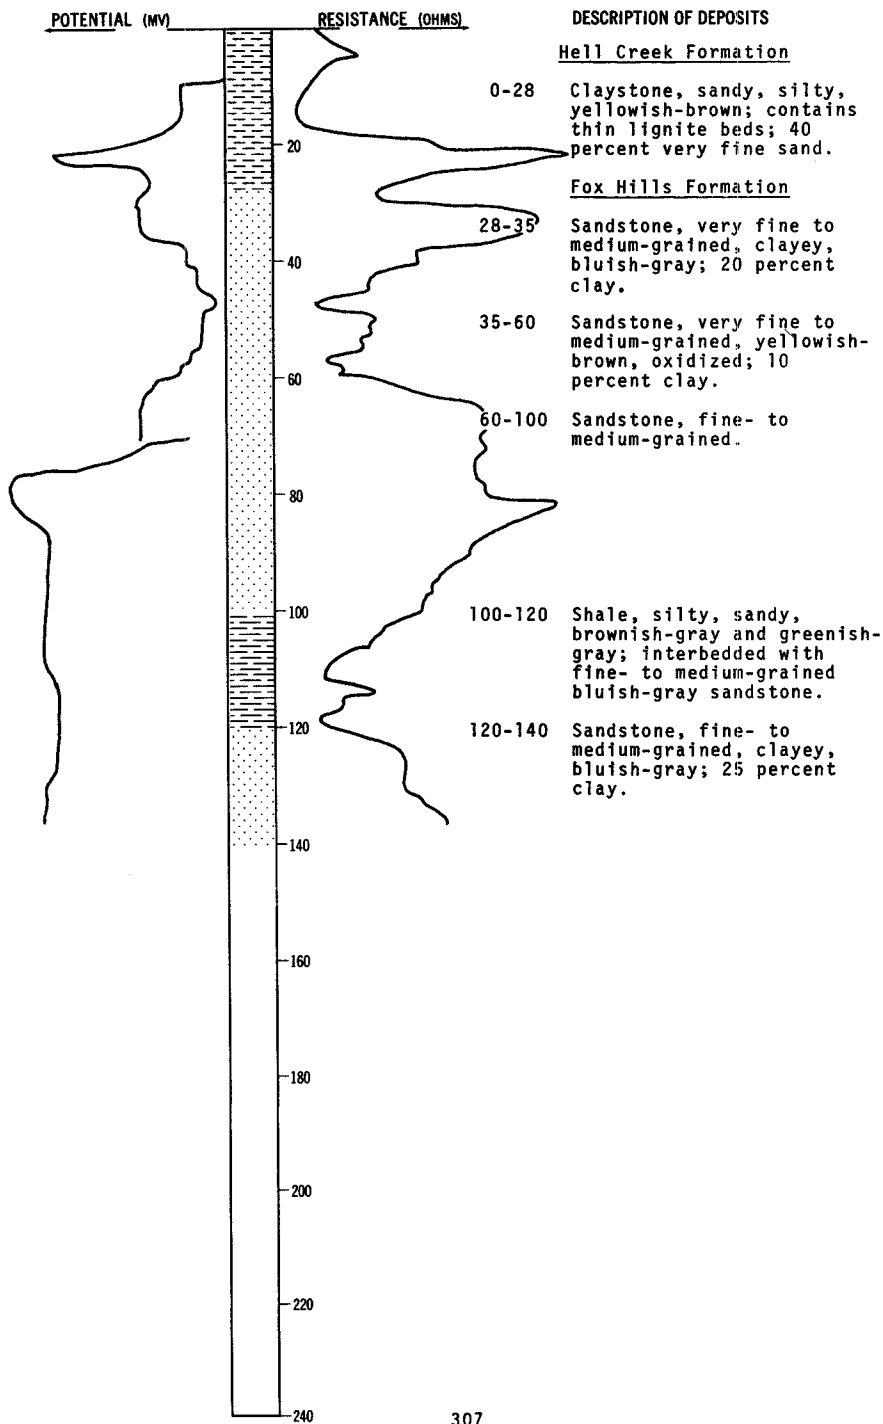 POTENTIAL (MV) RESISTANCE (OHMS) DESCRIPTION OF DEPOSITS
Hell Creek Formation
0-28 Claystone, sandy, silty,
yellowish-brown; contains
thin lignite beds; 40
percent very fine sand.
Fox Hills Formation
28-35 Sandstone, very fine to
medium-grained, clayey,
bluish-gray; 20 percent
clay.
35-60 Sandstone, very fine to
medium-grained, yellowish-
brown, oxidized; 10
percent clay.
60-100 Sandstone, fine- to
medium-grained.
100-120 Shale, silty, sandy,
brownish-gray and greenish-
gray; interbedded with
fine- to medium-grained
bluish-gray sandstone.
120-140 Sandstone, fine- to
medium-grained, clayey,
bluish-gray; 25 percent
clay.
20
40
60
80
100
120
140
160
180
200
220
240
307